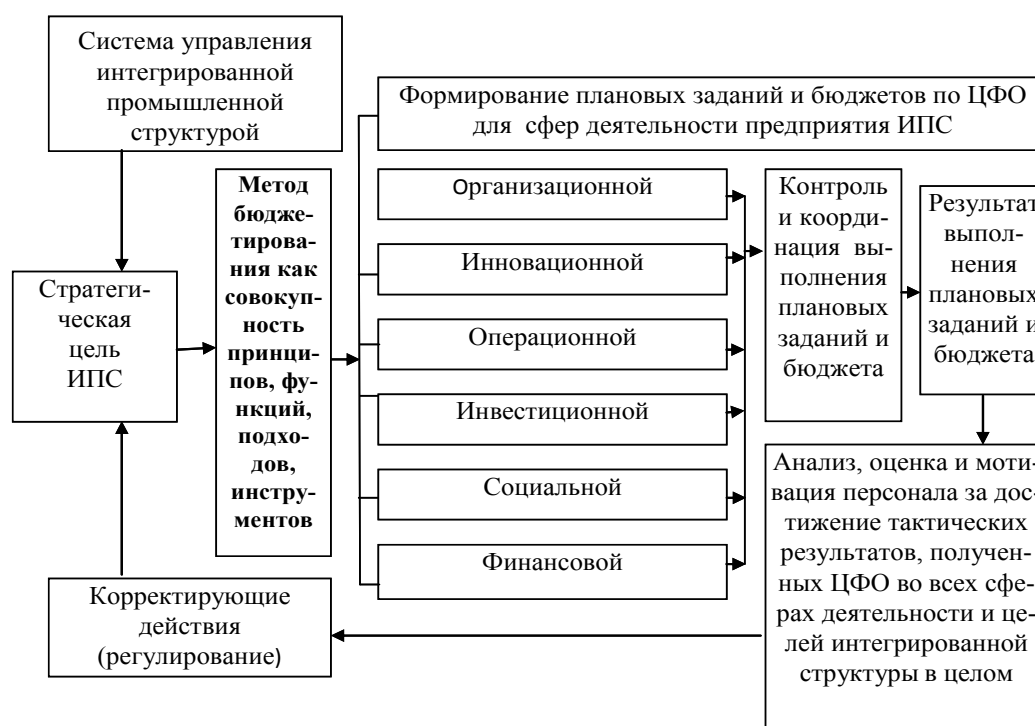 Система управления
интегрированной
промышленной
структурой
Формирование плановых заданий и бюджетов по ЦФО
для сфер деятельности предприятия ИПС
Стратеги-
ческая
цель
ИПС
Метод
бюдже-
тирова-
ния как
совокуп-
ность
принци-
пов, фу-
нкций,
подхо-
дов,
инстру-
ментов
Организационной
Инновационной
Операционной
Инвестиционной
Социальной
Финансовой
Контроль
и коорди-
нация вы-
полнения
плановых
заданий и
бюджета
Результат
выпол-
нения
плановых
заданий и
бюджета
Анализ, оценка и моти-
вация персонала за дос-
тижение тактических
результатов, получен-
ных ЦФО во всех сфе-
рах деятельности и це-
лей интегрированной
структуры в целом
Корректирующие
действия
(регулирование)